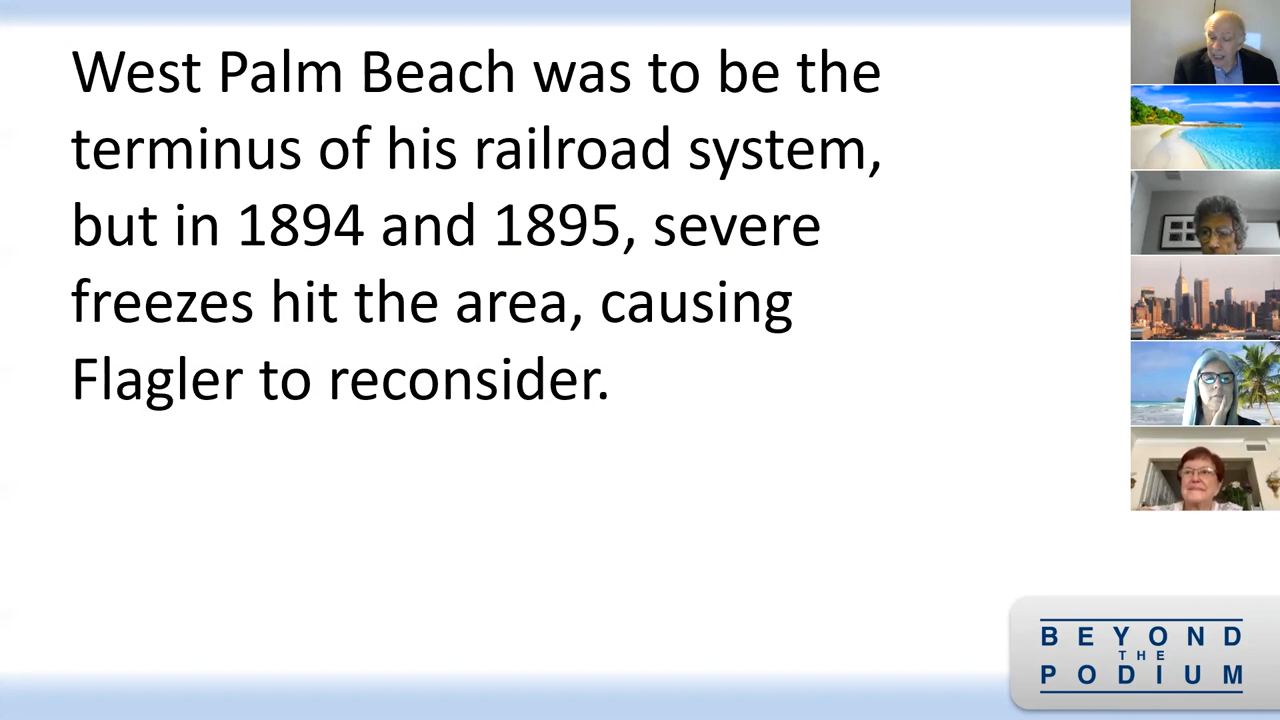 West Palm Beach was to be the
terminus of his railroad system,
but in 1894 and 1895, severe
freezes hit the area, causing
Flagler to reconsider.
BEYOND
THE
PODIUM